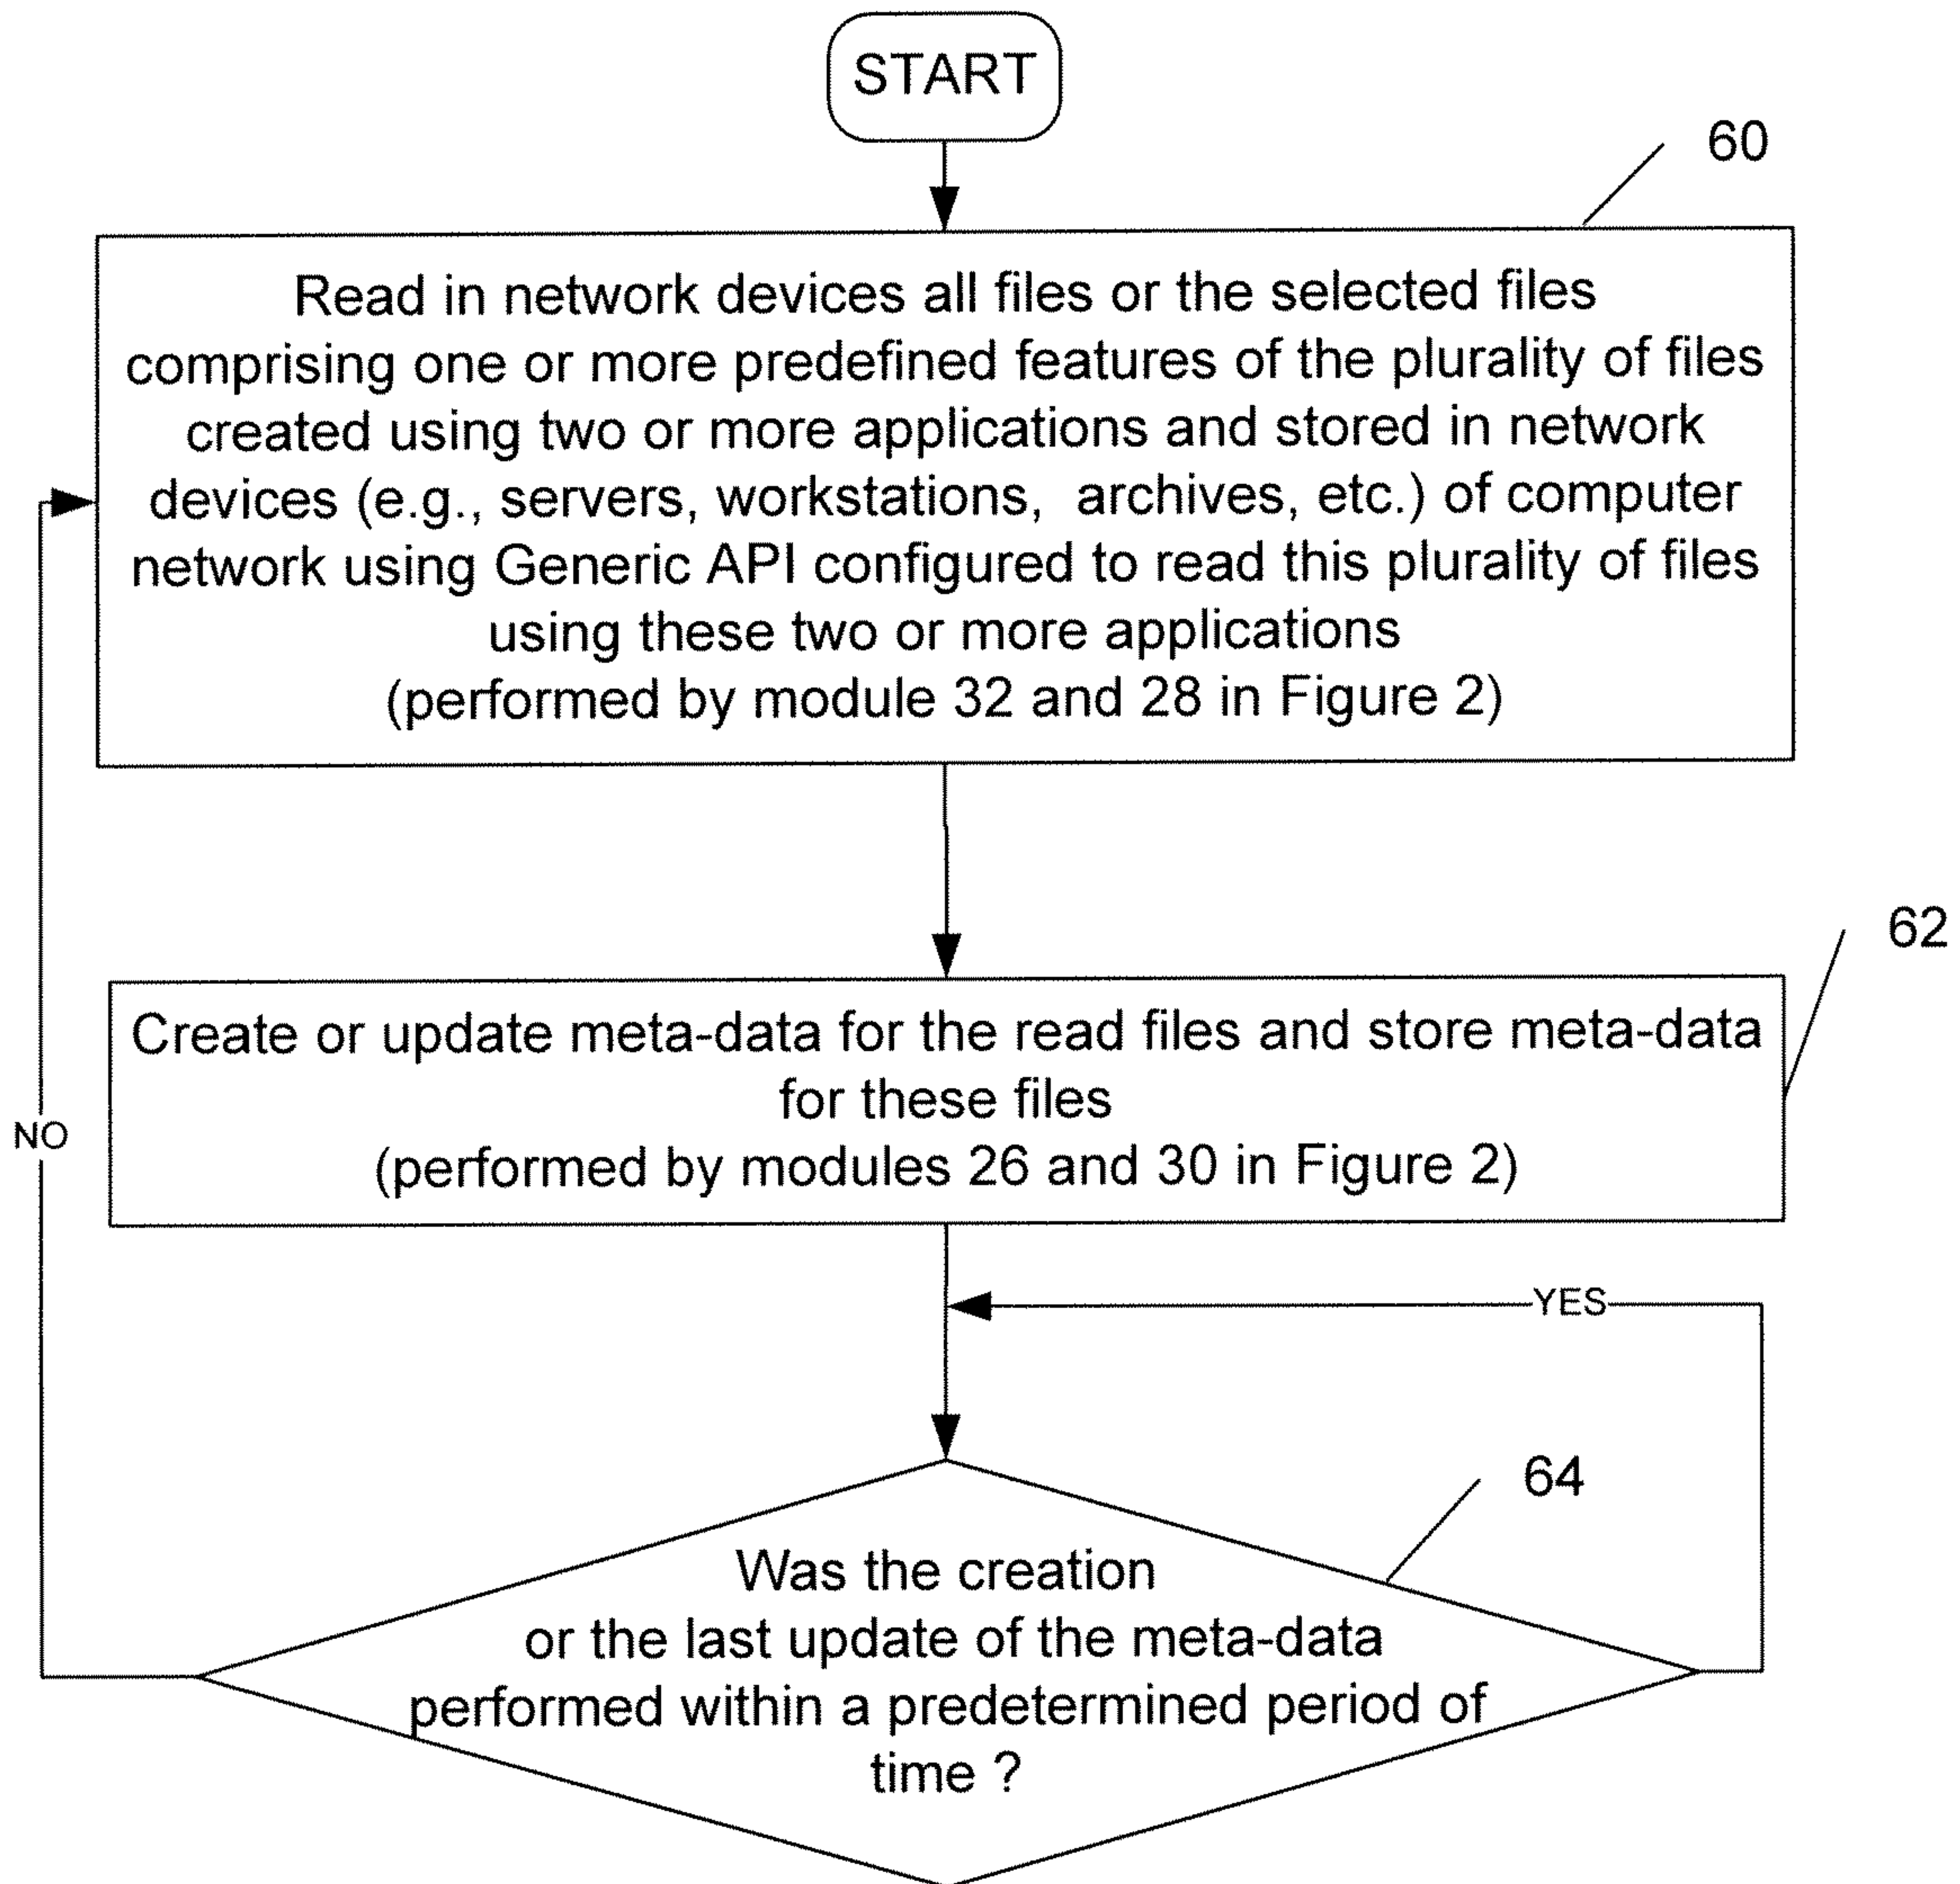 START
60
Read in network devices all files or the selected files
comprising one or more predefined features of the plurality of files
created using two or more applications and stored in network
devices (e.g., servers, workstations, archives, etc.) of computer
network using Generic API configured to read this plurality of files
using these two or more applications
(performed by module 32 and 28 in Figure 2)
62
Create or update meta-data for the read files and store meta-data
for these files
(performed by modules 26 and 30 in Figure 2)
NO
YES
64
Was the creation
or the last update of the meta-data
performed within a predetermined period of
time ?